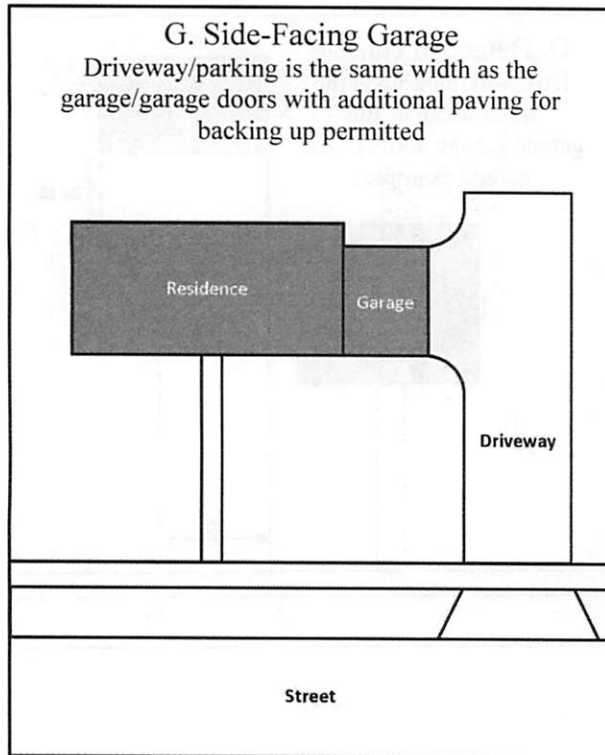 G. Side-Facing Garage
Driveway/parking is the same width as the
garage/garage doors with additional paving for
backing up permitted
Residence
Garage
Driveway
Street